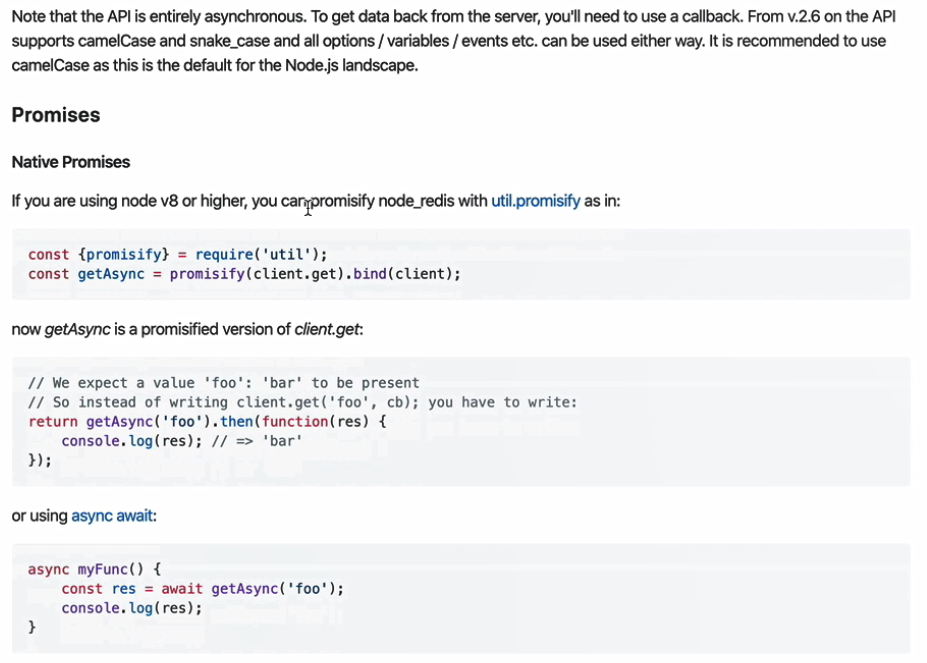 Note that the API is entirely asynchronous. To get data back from the server, you'll need to use a callback. From v.2.6 on the API
supports camelCase and snake_case and all options / variables / events etc. can be used either way. It is recommended to use
camelCase as this is the default for the Node.js landscape.
Promises
Native Promises
If you are using node v8 or higher, you can promisify node_redis with util.promisify as in:
const {promisify} = require('util');
const getAsync = promisify(client.get).bind(client);
now getAsync is a promisified version of client.get:
// We expect a value 'foo': 'bar' to be present
// So instead of writing client.get('foo', cb); you have to write:
return getAsync('foo').then(function(res) {
    console.log(res); // => 'bar'
});
or using async await:
async myFunc() {
    const res = await getAsync('foo');
    console.log(res);
}